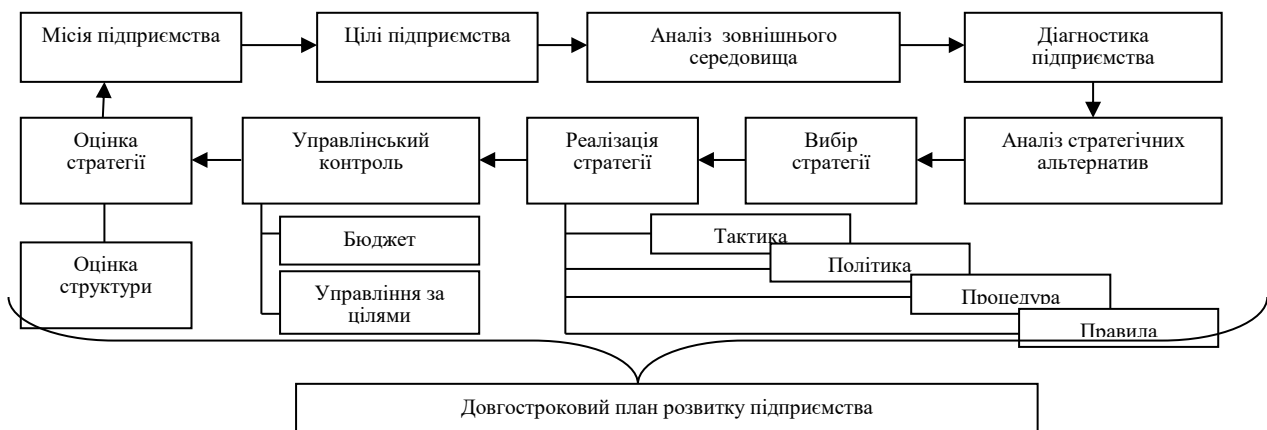 Місія підприємства
Цілі підприємства
Аналіз зовнішнього
середовища
Діагностика
підприємства
Оцінка
стратегії
Управлінський
контроль
Реалізація
стратегії
Вибір
стратегії
Аналіз стратегічних
альтернатив
Бюджет
Тактика
Оцінка
структури
Політика
Управління за
цілями
Процедура
Правила
Довгостроковий план розвитку підприємства